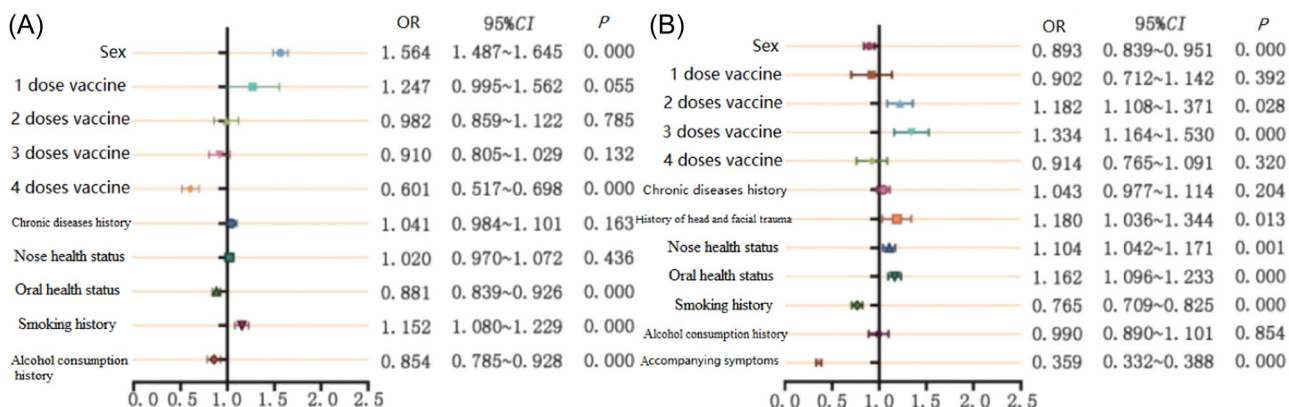 (A) OR 95%CI P
Sex 1.564 1.487~1.645 0.000
1 dose vaccine 1.247 0.995~1.562 0.055
2 doses vaccine 0.982 0.859~1.122 0.785
3 doses vaccine 0.910 0.805~1.029 0.132
4 doses vaccine 0.601 0.517~0.698 0.000
Chronic diseases history 1.041 0.984~1.101 0.163
Nose health status 1.020 0.970~1.072 0.436
Oral health status 0.881 0.839~0.926 0.000
Smoking history 1.152 1.080~1.229 0.000
Alcohol consumption
history 0.854 0.785~0.928 0.000
0.0 0.5 1.0 1.5 2.0 2.5
(B) OR 95%CI P
Sex 0.893 0.839~0.951 0.000
1 dose vaccine 0.902 0.712~1.142 0.392
2 doses vaccine 1.182 1.108~1.371 0.028
3 doses vaccine 1.334 1.164~1.530 0.000
4 doses vaccine 0.914 0.765~1.091 0.320
Chronic diseases history 1.043 0.977~1.114 0.204
History of head and facial trauma 1.180 1.036~1.344 0.013
Nose health status 1.104 1.042~1.171 0.001
Oral health status 1.162 1.096~1.233 0.000
Smoking history 0.765 0.709~0.825 0.000
Alcohol consumption history 0.990 0.890~1.101 0.854
Accompanying symptoms 0.359 0.332~0.388 0.000
0.0 0.5 1.0 1.5 2.0 2.5